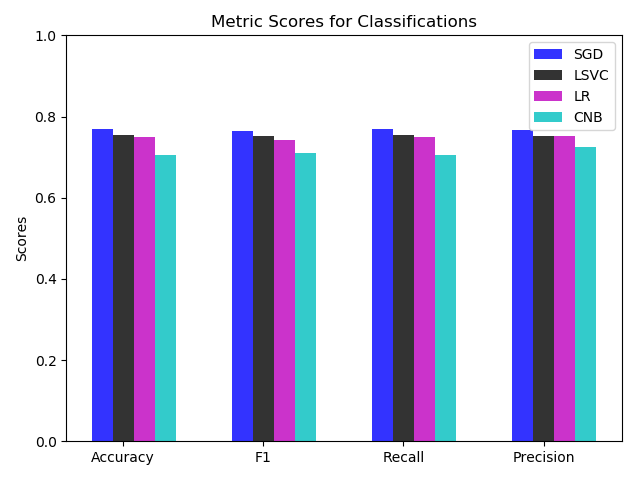 Metric Scores for Classifications
SGD
LSVC
LR
CNB
Scores
1.0
0.8
0.6
0.4
0.2
0.0
Accuracy
F1
Recall
Precision